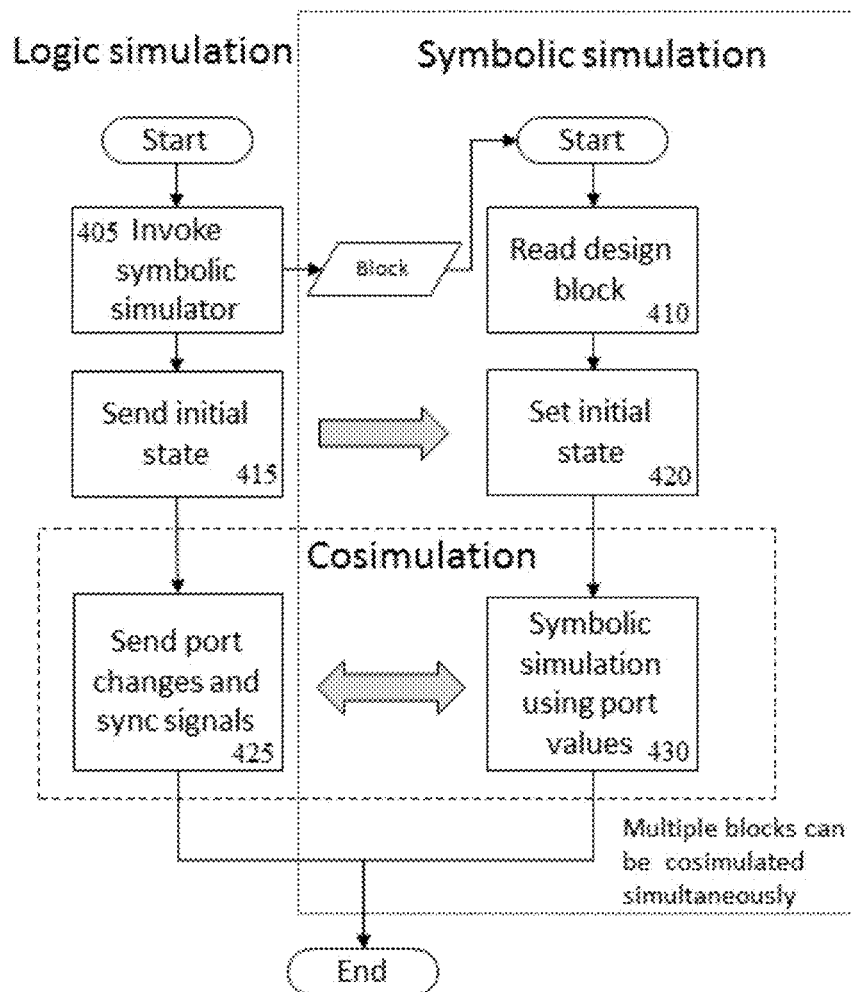 Logic simulation
Symbolic simulation
Start
Start
405 Invoke
symbolic
simulator
Block
Read design
block
410
Send initial
state
415
Set initial
state
420
Cosimulation
Send port
changes and
sync signals
425
Symbolic
simulation
using port
values
430
Multiple blocks can
be cosimulated
simultaneously
End